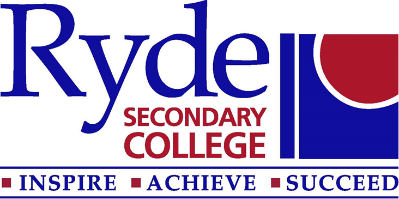 Ryde
SECONDARY
COLLEGE
▪ INSPIRE ▪ ACHIEVE ▪ SUCCEED